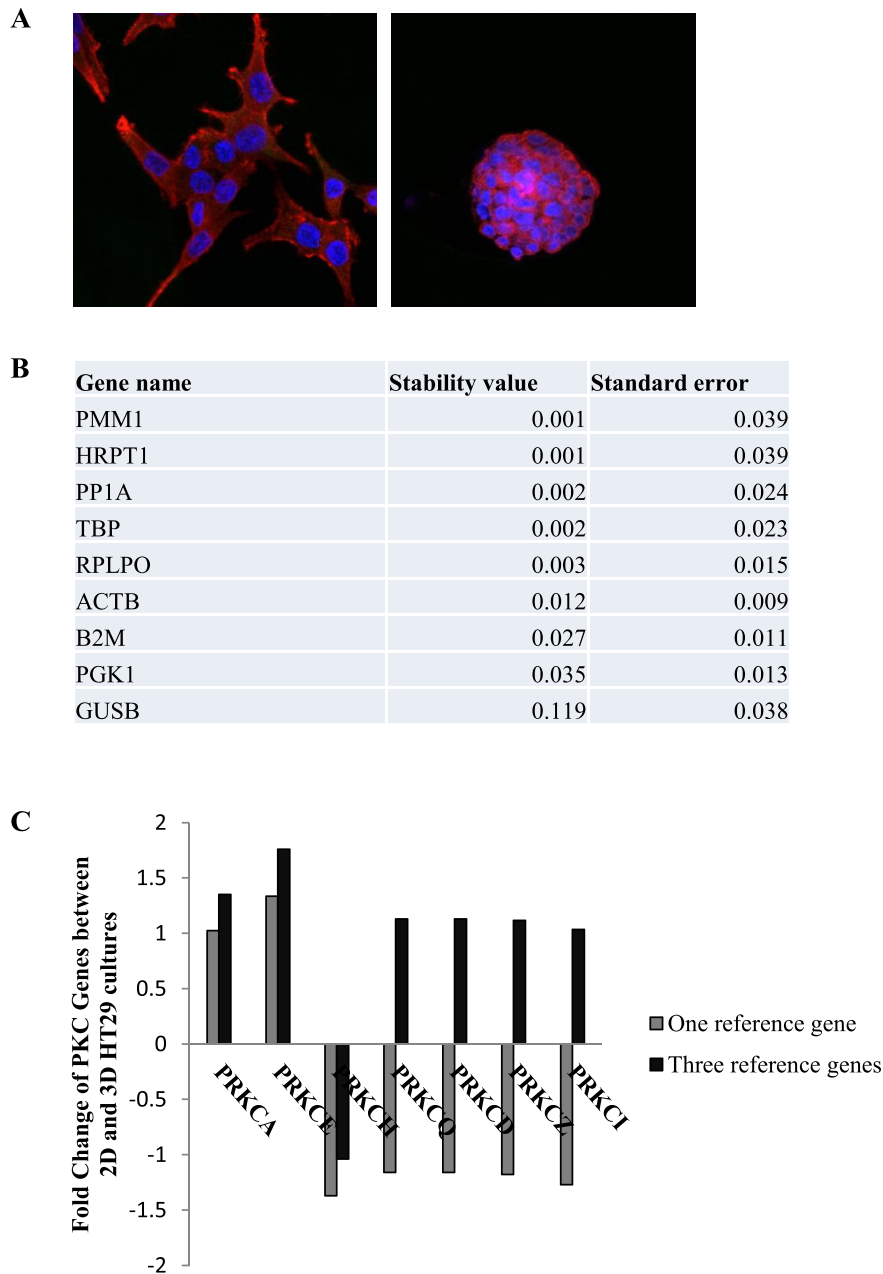 A
B
Gene name Stability value Standard error
PMM1 0.001 0.039
HRPT1 0.001 0.039
PP1A 0.002 0.024
TBP 0.002 0.023
RPLPO 0.003 0.015
ACTB 0.012 0.009
B2M 0.027 0.011
PGK1 0.035 0.013
GUSB 0.119 0.038
C
Fold Change of PKC Genes between
2D and 3D HT29 cultures
2
1.5
1
0.5
0
-0.5
-1
-1.5
-2
PRKCA
PRKCE
PRKCH
PRKCQ
PRKCD
PRKCZ
PRKCI
One reference gene
Three reference genes